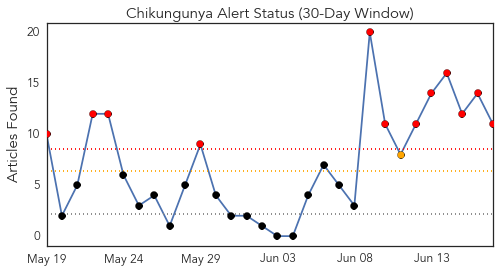 Chikungunya Alert Status (30-Day Window)
Articles Found
20
15
10
5
0
May 19
May 24
May 29
Jun 03
Jun 08
Jun 13